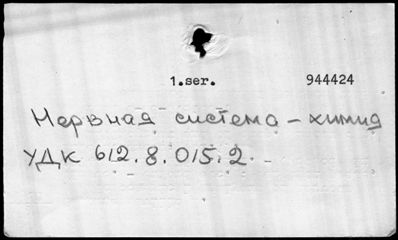 1.ser. 944424
Нервная система - химия
УДК 612.8.015.2.